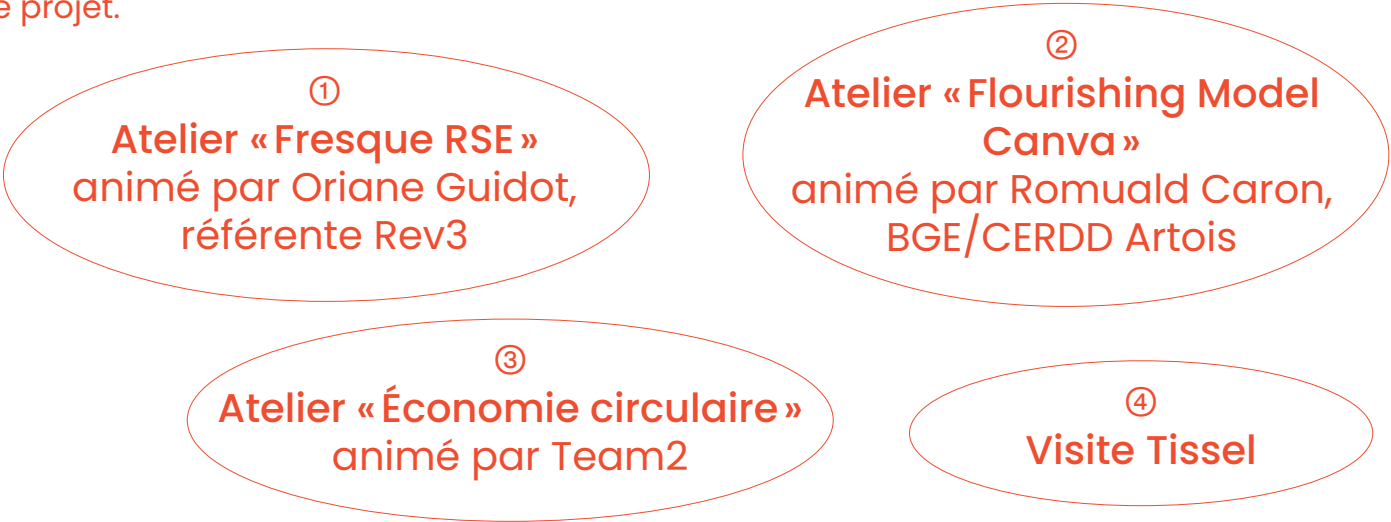 e projet.
①
Atelier « Fresque RSE »
animé par Oriane Guidot,
référente Rev3
②
Atelier « Flourishing Model
Canva »
animé par Romuald Caron,
BGE/CERDD Artois
③
Atelier « Économie circulaire »
animé par Team2
④
Visite Tissel